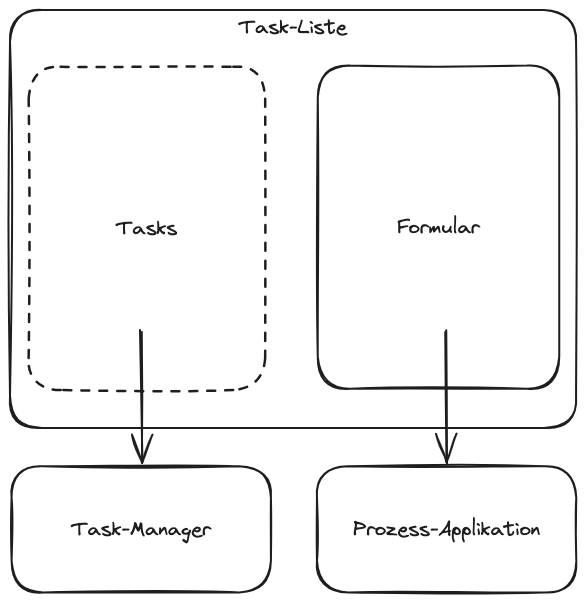 Task-Liste
Tasks
Formular
Task-Manager
Prozess-Applikation